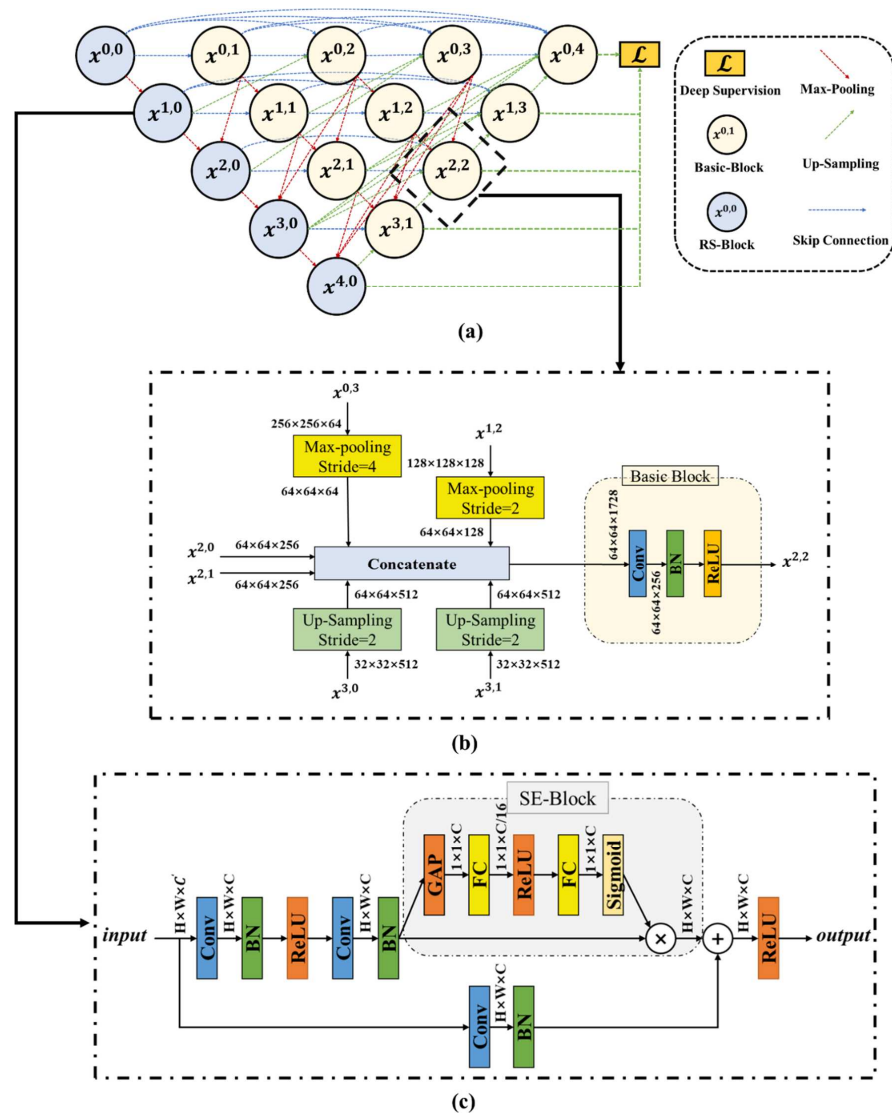 x^{0,0} x^{0,1} x^{0,2} x^{0,3} x^{0,4} ℒ
x^{1,0} x^{1,1} x^{1,2} x^{1,3}
x^{2,0} x^{2,1} x^{2,2}
x^{3,0} x^{3,1}
x^{4,0}
ℒ
Deep Supervision Max-Pooling
x^{0,1}
Basic-Block Up-Sampling
x^{0,0}
RS-Block Skip Connection
(a)
x^{0,3}
256×256×64
Max-pooling
Stride=4
64×64×64
x^{1,2}
128×128×128
Max-pooling
Stride=2
64×64×128
x^{2,0} 64×64×256
x^{2,1} 64×64×256
Concatenate
64×64×512 64×64×512
Up-Sampling
Stride=2
Up-Sampling
Stride=2
32×32×512 32×32×512
x^{3,0} x^{3,1}
Basic Block
64×64×1728
Conv
64×64×256
BN
ReLU
x^{2,2}
(b)
SE-Block
GAP
1×1×C
FC
1×1×C/16
ReLU
FC
1×1×C
Sigmoid
input
H×W×C′
Conv
H×W×C
BN
ReLU
Conv
H×W×C
BN
×
H×W×C
+
H×W×C
ReLU
output
Conv
H×W×C
BN
(c)